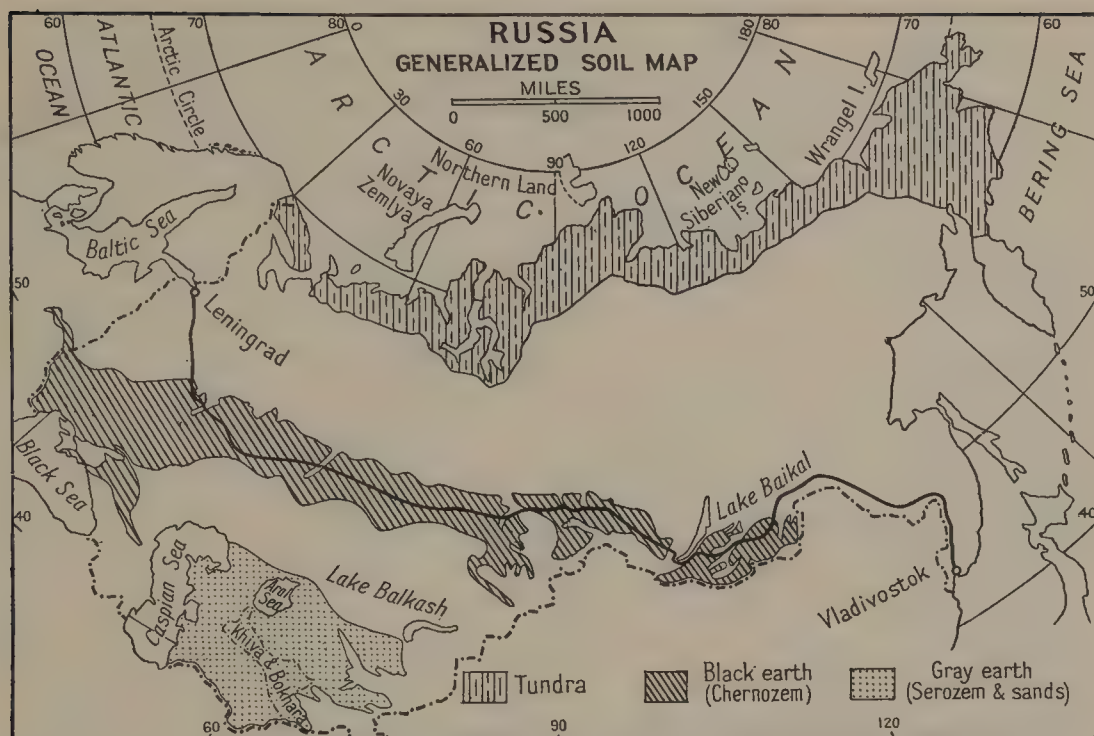 RUSSIA
GENERALIZED SOIL MAP
MILES
0 500 1000
60
70
80
0
180
80
70
60
OCEAN
ATLANTIC
Arctic Circle
ARCTIC.
OCEAN
30
60
90
120
150
Northern Land
Novaya
Zemlya
New
Siberian
Is.
Wrangel I.
BERING SEA
Baltic Sea
50
Leningrad
50
Black Sea
40
Lake Baikal
40
Caspian Sea
Aral
Sea
Lake Balkash
Khiva & Bokhara
Vladivostok
Tundra
Black earth
(Chernozem)
Gray earth
(Serozem & sands)
60
90
120